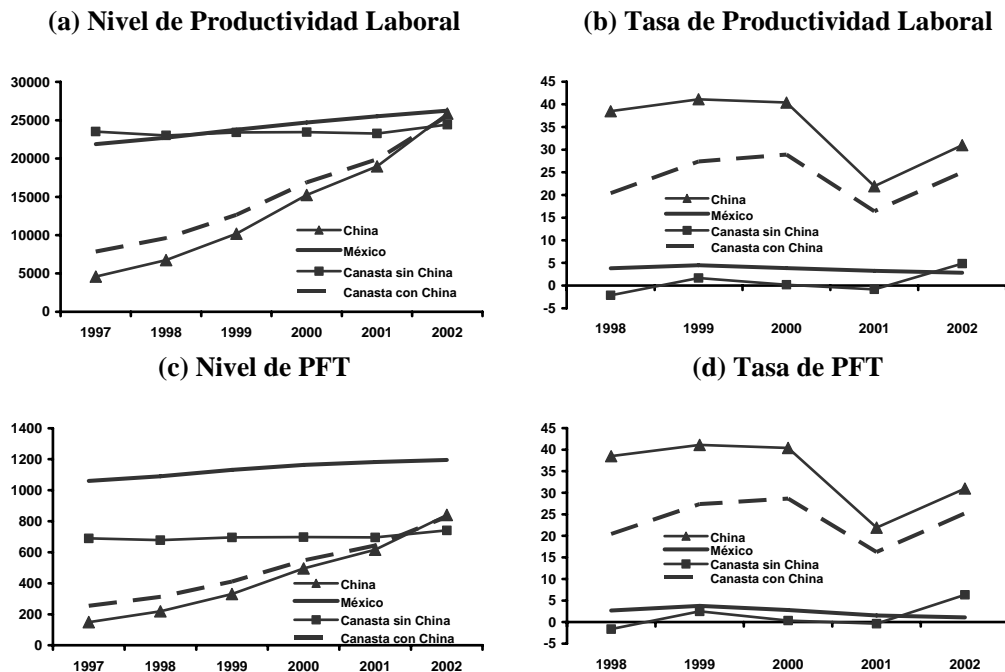 (a) Nivel de Productividad Laboral
30000
25000
20000
15000
10000
5000
0
1997 1998 1999 2000 2001 2002
China
México
Canasta sin China
Canasta con China
(b) Tasa de Productividad Laboral
45
40
35
30
25
20
15
10
5
0
-5
1998 1999 2000 2001 2002
China
México
Canasta sin China
Canasta con China
(c) Nivel de PFT
1400
1200
1000
800
600
400
200
0
1997 1998 1999 2000 2001 2002
China
México
Canasta sin China
Canasta con China
(d) Tasa de PFT
45
40
35
30
25
20
15
10
5
0
-5
1998 1999 2000 2001 2002
China
México
Canasta sin China
Canasta con China